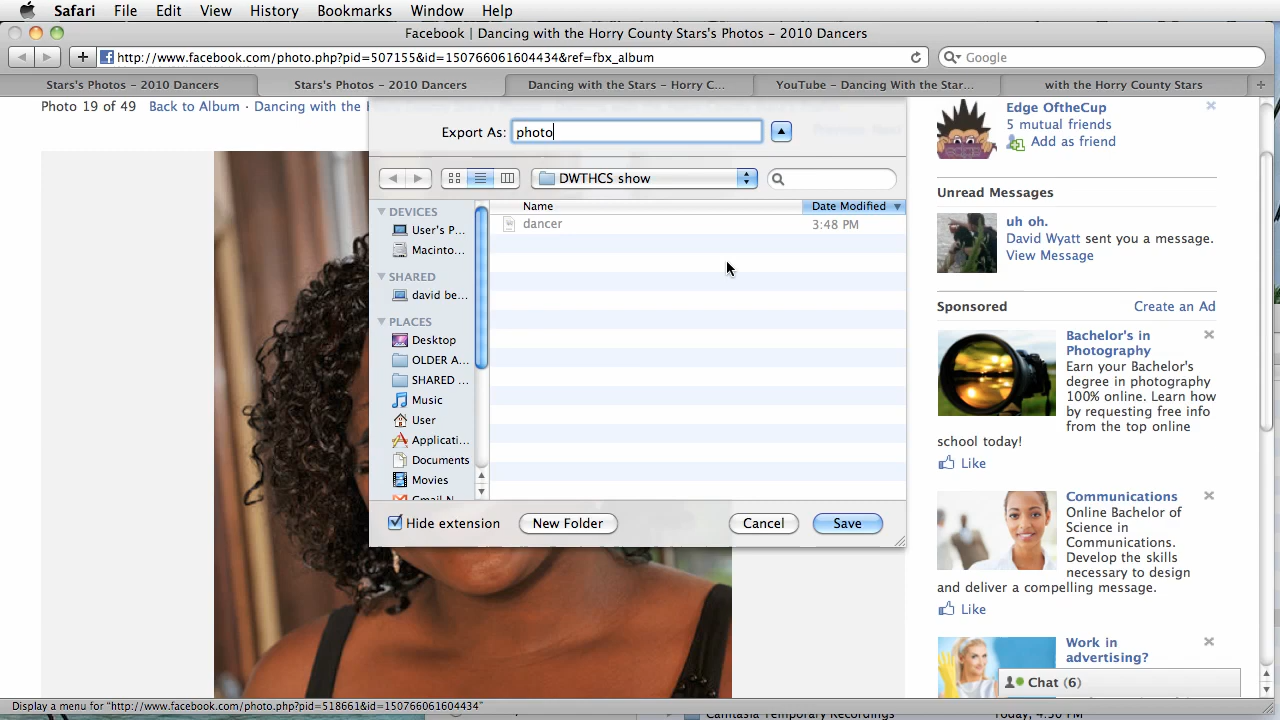 Safari File Edit View History Bookmarks Window Help
Facebook | Dancing with the Horry County Stars's Photos – 2010 Dancers
http://www.facebook.com/photo.php?pid=507155&id=150766061604434&ref=fbx_album
Google
Stars's Photos – 2010 Dancers
Stars's Photos – 2010 Dancers
Dancing with the Stars – Horry C...
YouTube – Dancing With the Star...
with the Horry County Stars
Photo 19 of 49 Back to Album · Dancing with the
Export As: photo
DWTHCS show
Name Date Modified
dancer 3:48 PM
DEVICES
User's P...
Macinto...
SHARED
david be...
PLACES
Desktop
OLDER A...
SHARED ...
Music
User
Applicati...
Documents
Movies
Gmail N
Hide extension
New Folder
Cancel
Save
Edge OftheCup
5 mutual friends
Add as friend
Unread Messages
uh oh.
David Wyatt sent you a message.
View Message
Sponsored Create an Ad
Bachelor's in
Photography
Earn your Bachelor's
degree in photography
100% online. Learn how
by requesting free info
from the top online
school today!
Like
Communications
Online Bachelor of
Science in
Communications.
Develop the skills
necessary to design
and deliver a compelling message.
Like
Work in
advertising?
Chat (6)
Display a menu for "http://www.facebook.com/photo.php?pid=518661&id=150766061604434"
Camtasia Temporary Recordings Today, 4:50 PM